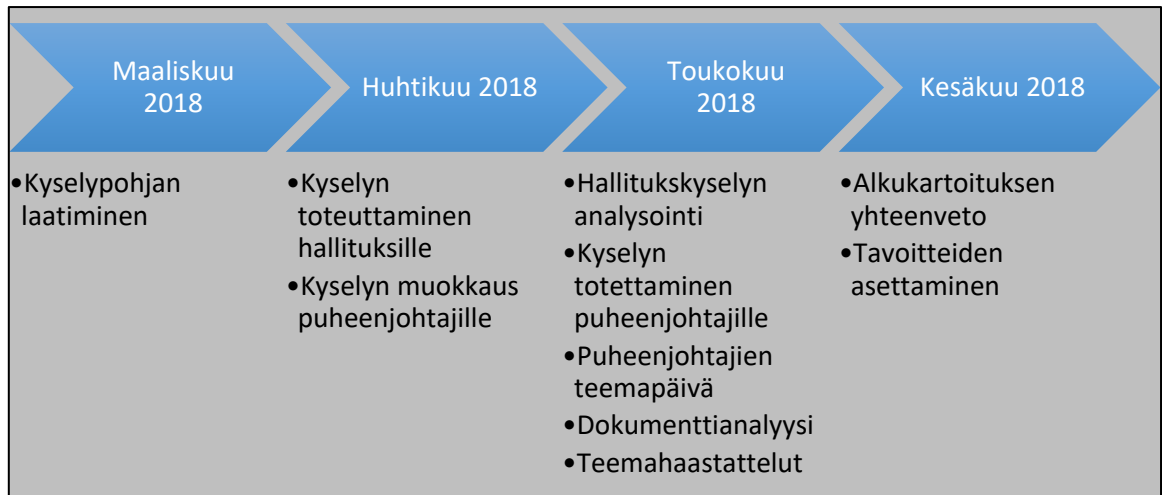 Maaliskuu
2018
•Kyselypohjan
laatiminen
Huhtikuu 2018
•Kyselyn
toteuttaminen
hallituksille
•Kyselyn muokkaus
puheenjohtajille
Toukokuu
2018
•Hallitukskyselyn
analysointi
•Kyselyn
totettaminen
puheenjohtajille
•Puheenjohtajien
teemapäivä
•Dokumenttianalyysi
•Teemahaastattelut
Kesäkuu 2018
•Alkukartoituksen
yhteenveto
•Tavoitteiden
asettaminen